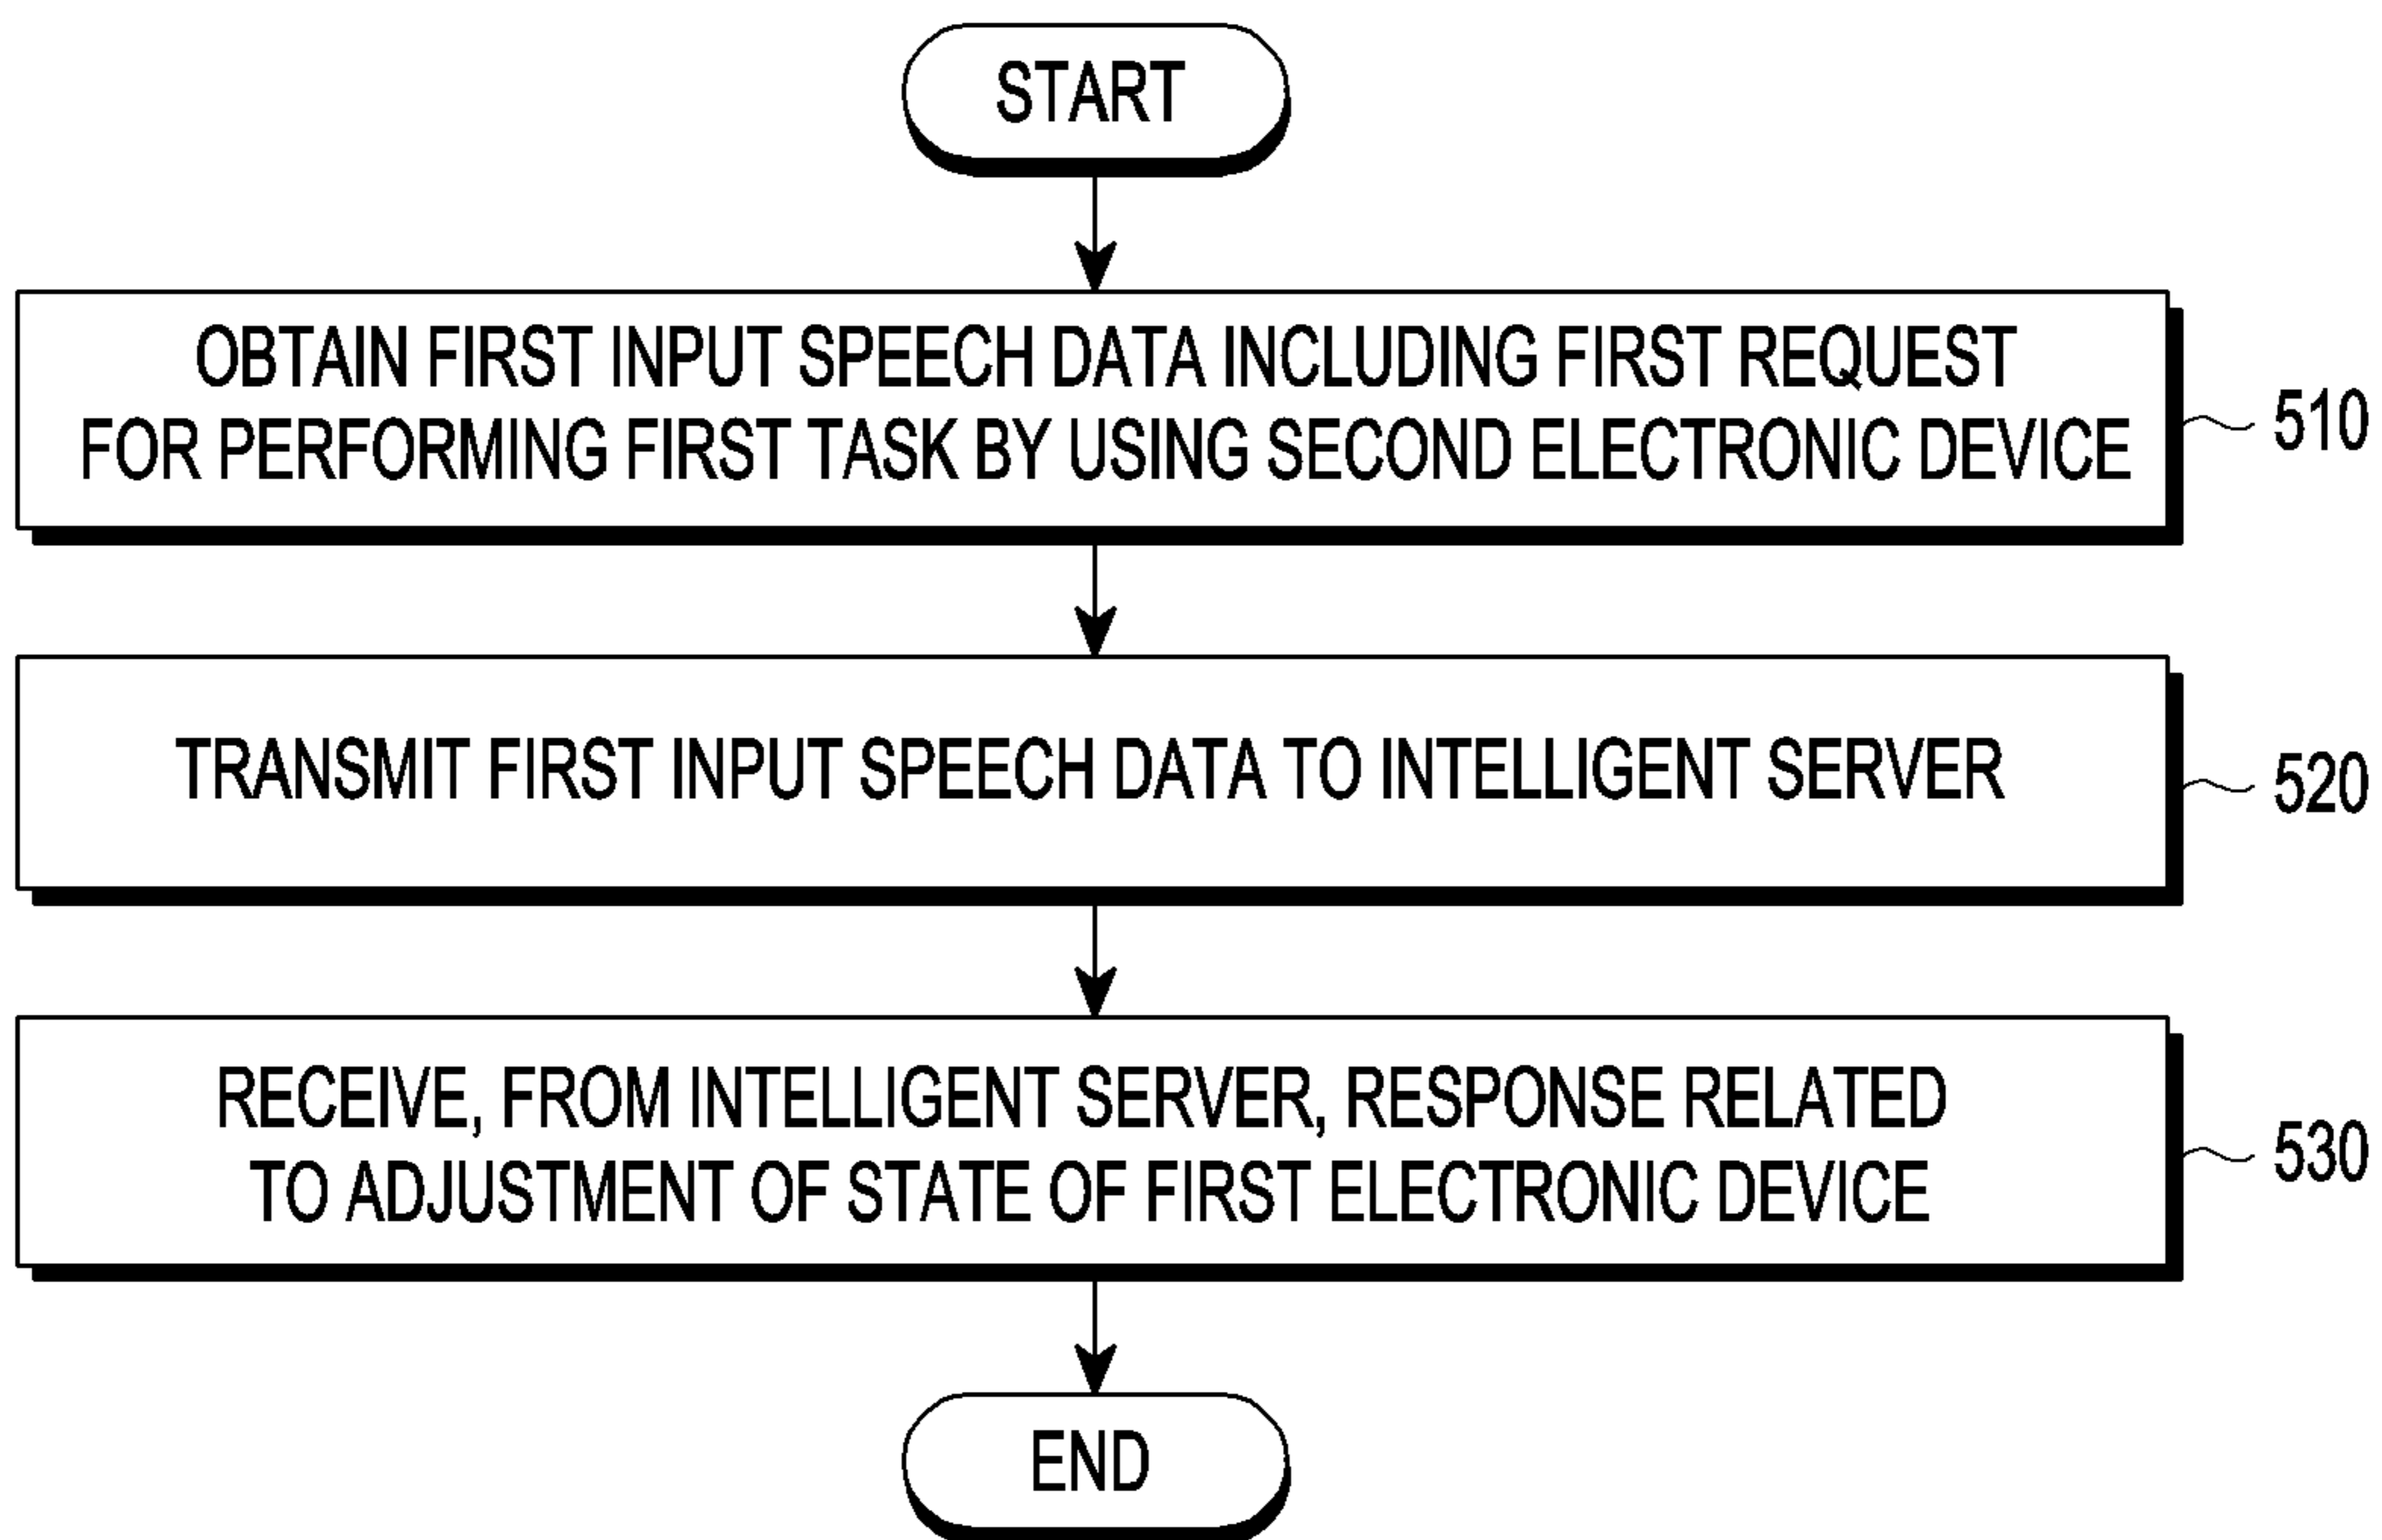 START
OBTAIN FIRST INPUT SPEECH DATA INCLUDING FIRST REQUEST
FOR PERFORMING FIRST TASK BY USING SECOND ELECTRONIC DEVICE
510
TRANSMIT FIRST INPUT SPEECH DATA TO INTELLIGENT SERVER
520
RECEIVE, FROM INTELLIGENT SERVER, RESPONSE RELATED
TO ADJUSTMENT OF STATE OF FIRST ELECTRONIC DEVICE
530
END